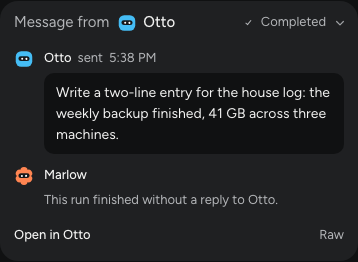 Message from Otto ✓ Completed
Otto sent 5:38 PM
Write a two-line entry for the house log: the
weekly backup finished, 41 GB across three
machines.
Marlow
This run finished without a reply to Otto.
Open in Otto Raw